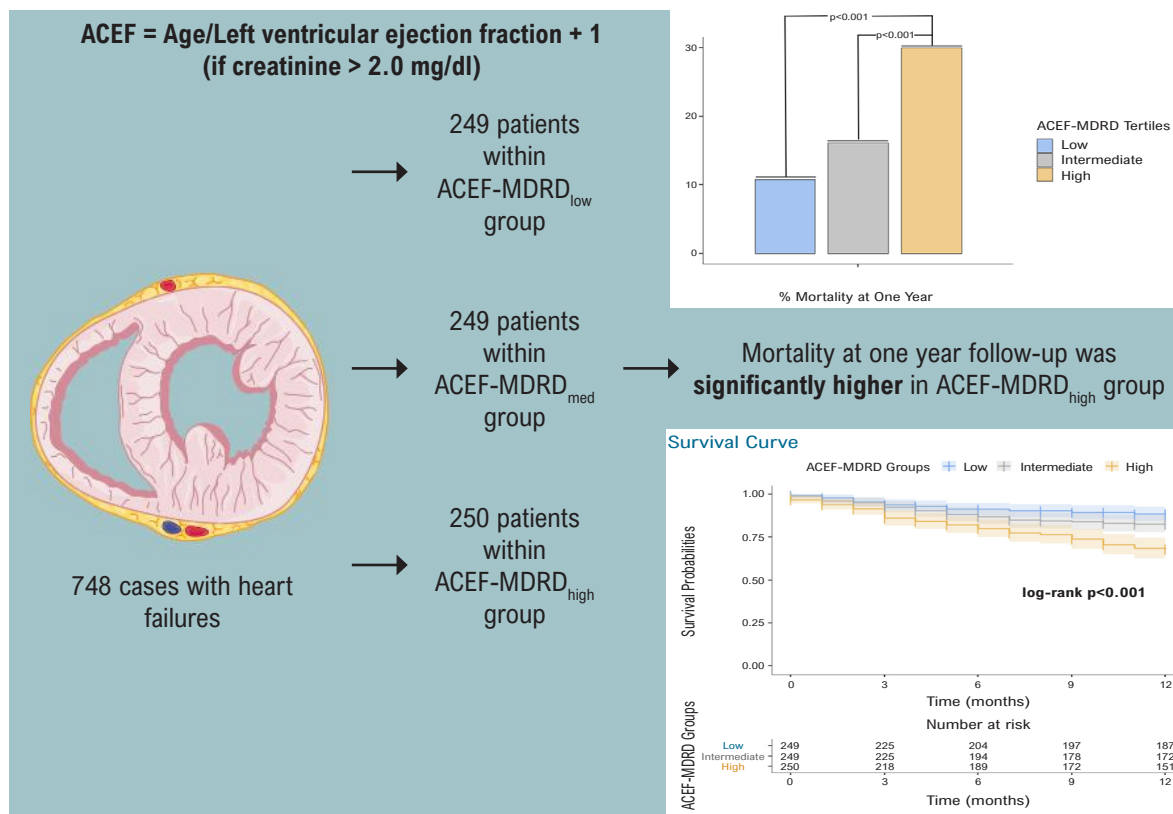 ACEF = Age/Left ventricular ejection fraction + 1
(if creatinine > 2.0 mg/dl)
249 patients
within
ACEF-MDRDlow
group
249 patients
within
ACEF-MDRDmed
group
250 patients
within
ACEF-MDRDhigh
group
748 cases with heart
failures
p<0.001
p<0.001
30
20
10
0
% Mortality at One Year
ACEF-MDRD Tertiles
Low
Intermediate
High
Mortality at one year follow-up was
significantly higher in ACEF-MDRDhigh group
Survival Curve
ACEF-MDRD Groups Low Intermediate High
Survival Probabilities
1.00
0.75
0.50
0.25
0.00
log-rank p<0.001
0 3 6 9 12
Time (months)
Number at risk
ACEF-MDRD Groups
Low 249 225 204 197 187
Intermediate 249 225 194 178 172
High 250 218 189 172 151
0 3 6 9 12
Time (months)